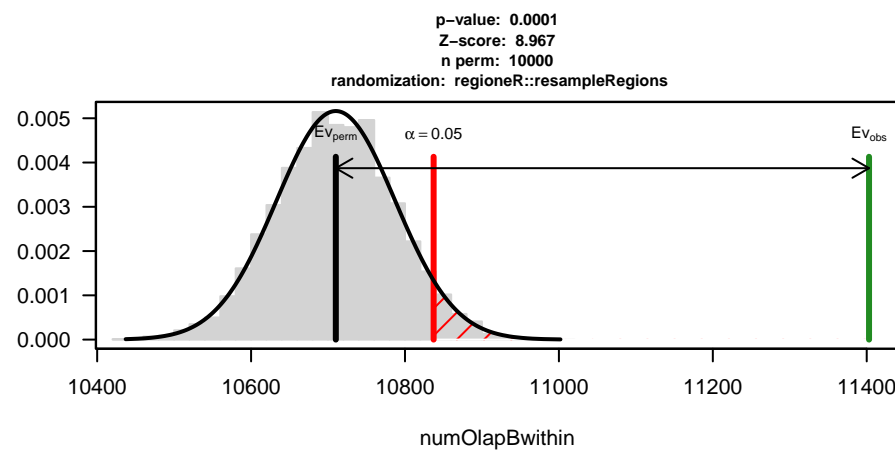 p−value: 0.0001
Z−score: 8.967
n perm: 10000
randomization: regioneR::resampleRegions
0.005
0.004
0.003
0.002
0.001
0.000
Evperm
α = 0.05
Evobs
10400 10600 10800 11000 11200 11400
numOlapBwithin